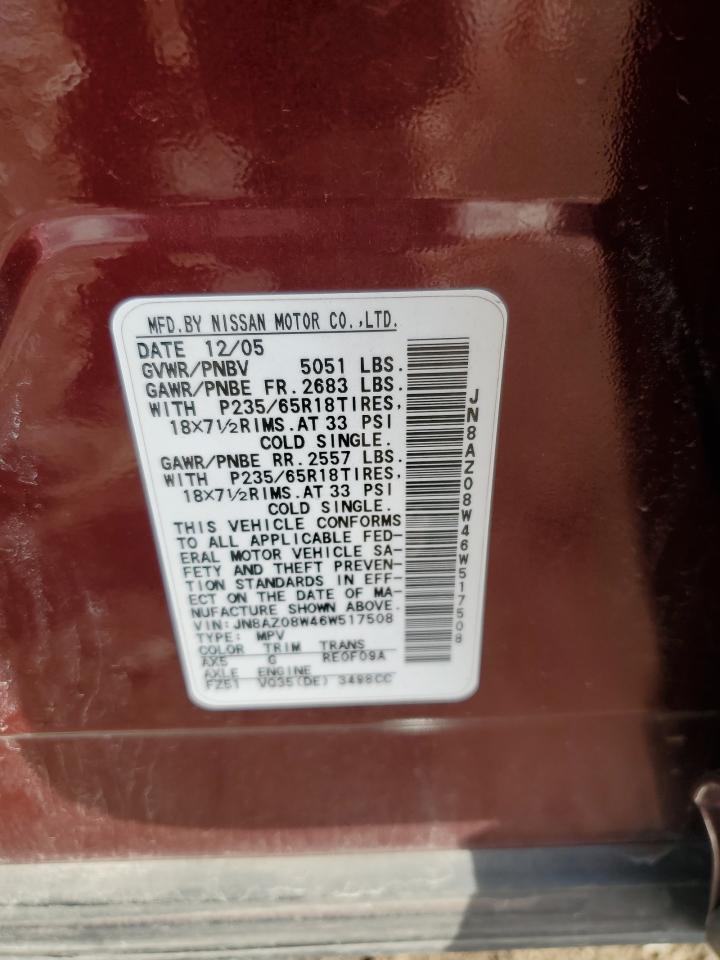 MFD.BY NISSAN MOTOR CO.,LTD.
DATE 12/05
GVWR/PNBV 5051 LBS.
GAWR/PNBE FR. 2683 LBS.
WITH P235/65R18TIRES,
18X7½RIMS.AT 33 PSI
COLD SINGLE.
GAWR/PNBE RR. 2557 LBS.
WITH P235/65R18TIRES,
18X7½RIMS.AT 33 PSI
COLD SINGLE.
THIS VEHICLE CONFORMS
TO ALL APPLICABLE FED-
ERAL MOTOR VEHICLE SA-
FETY AND THEFT PREVEN-
TION STANDARDS IN EFF-
ECT ON THE DATE OF MA-
NUFACTURE SHOWN ABOVE.
VIN:JN8AZ08W46W517508
TYPE: MPV
COLOR TRIM TRANS
AX5 G RE0F09A
AXLE ENGINE
FZ61 VQ35(DE) 3498CC
JN8AZ08W46W517508